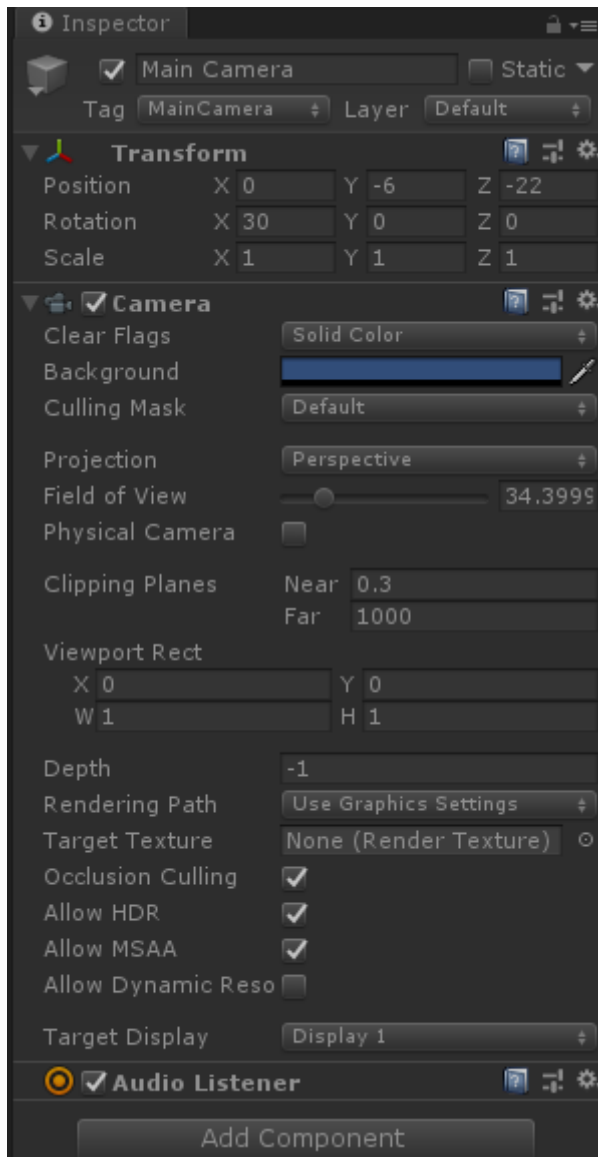 Inspector
Main Camera Static
Tag MainCamera Layer Default
Transform
Position X 0 Y -6 Z -22
Rotation X 30 Y 0 Z 0
Scale X 1 Y 1 Z 1
Camera
Clear Flags Solid Color
Background
Culling Mask Default
Projection Perspective
Field of View 34.3999
Physical Camera
Clipping Planes Near 0.3
Far 1000
Viewport Rect
X 0 Y 0
W 1 H 1
Depth -1
Rendering Path Use Graphics Settings
Target Texture None (Render Texture)
Occlusion Culling
Allow HDR
Allow MSAA
Allow Dynamic Reso
Target Display Display 1
Audio Listener
Add Component